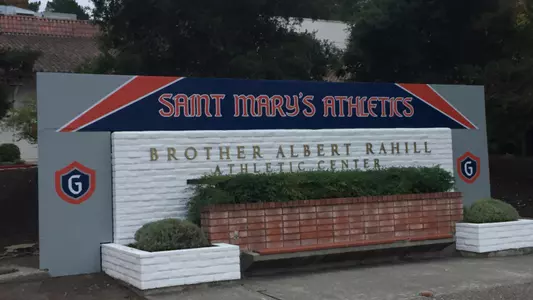 SAINT MARY'S ATHLETICS
BROTHER ALBERT RAHILL
ATHLETIC CENTER
G
G